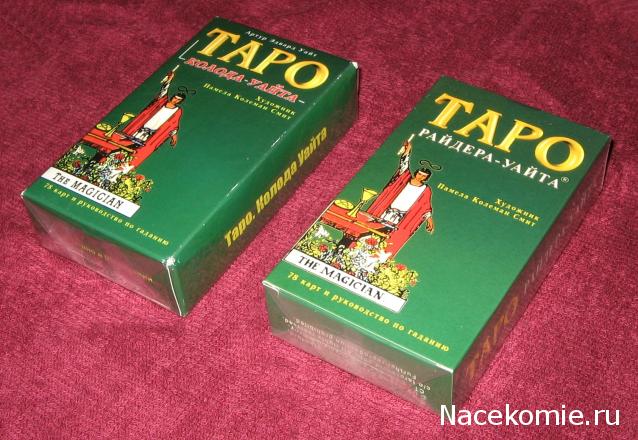 Артур Эдвард Уайт
ТАРО
КОЛОДА-УАЙТА
Художник
Памела Колеман Смит
THE MAGICIAN
78 карт и руководство по гаданию
Таро. Колода Уайта
ТАРО
РАЙДЕРА-УАЙТА®
Художник
Памела Колеман Смит
THE MAGICIAN
78 карт и руководство по гаданию
ТАРО
Nacekomie.ru